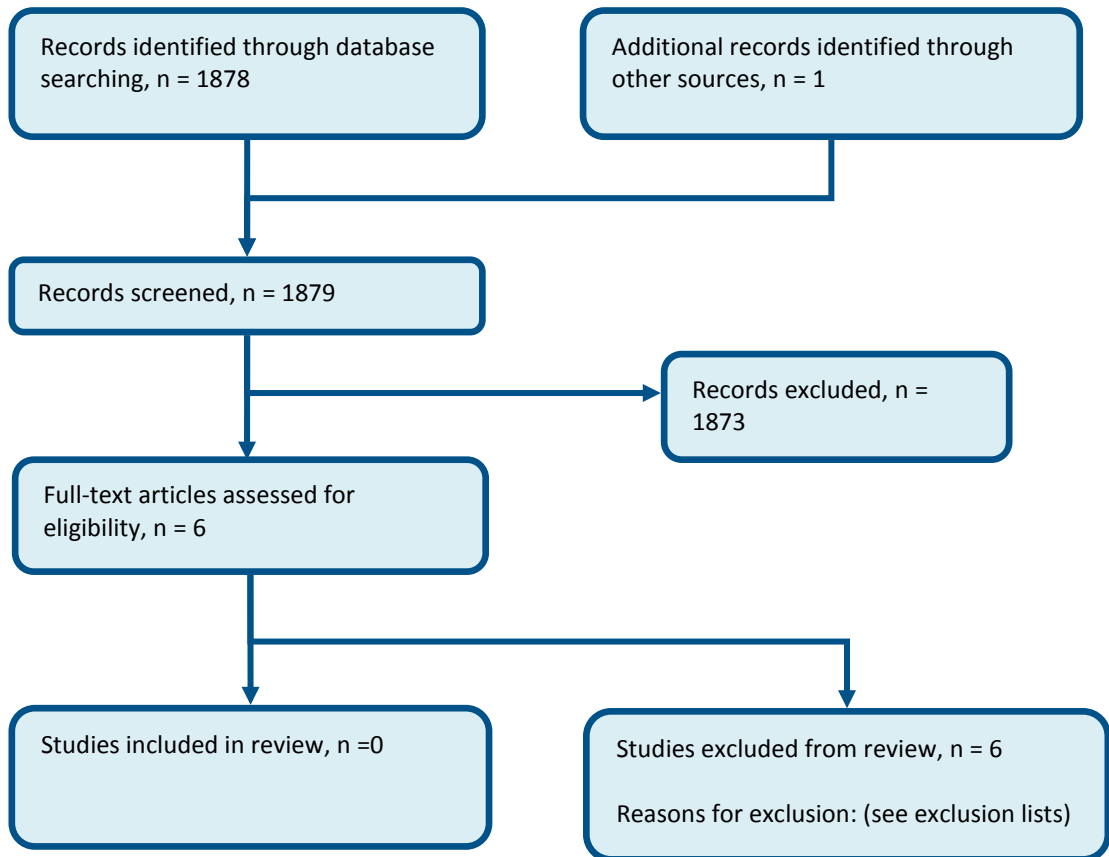 Records identified through database
searching, n = 1878
Additional records identified through
other sources, n = 1
Records screened, n = 1879
Records excluded, n =
1873
Full-text articles assessed for
eligibility, n = 6
Studies included in review, n =0
Studies excluded from review, n = 6
Reasons for exclusion: (see exclusion lists)